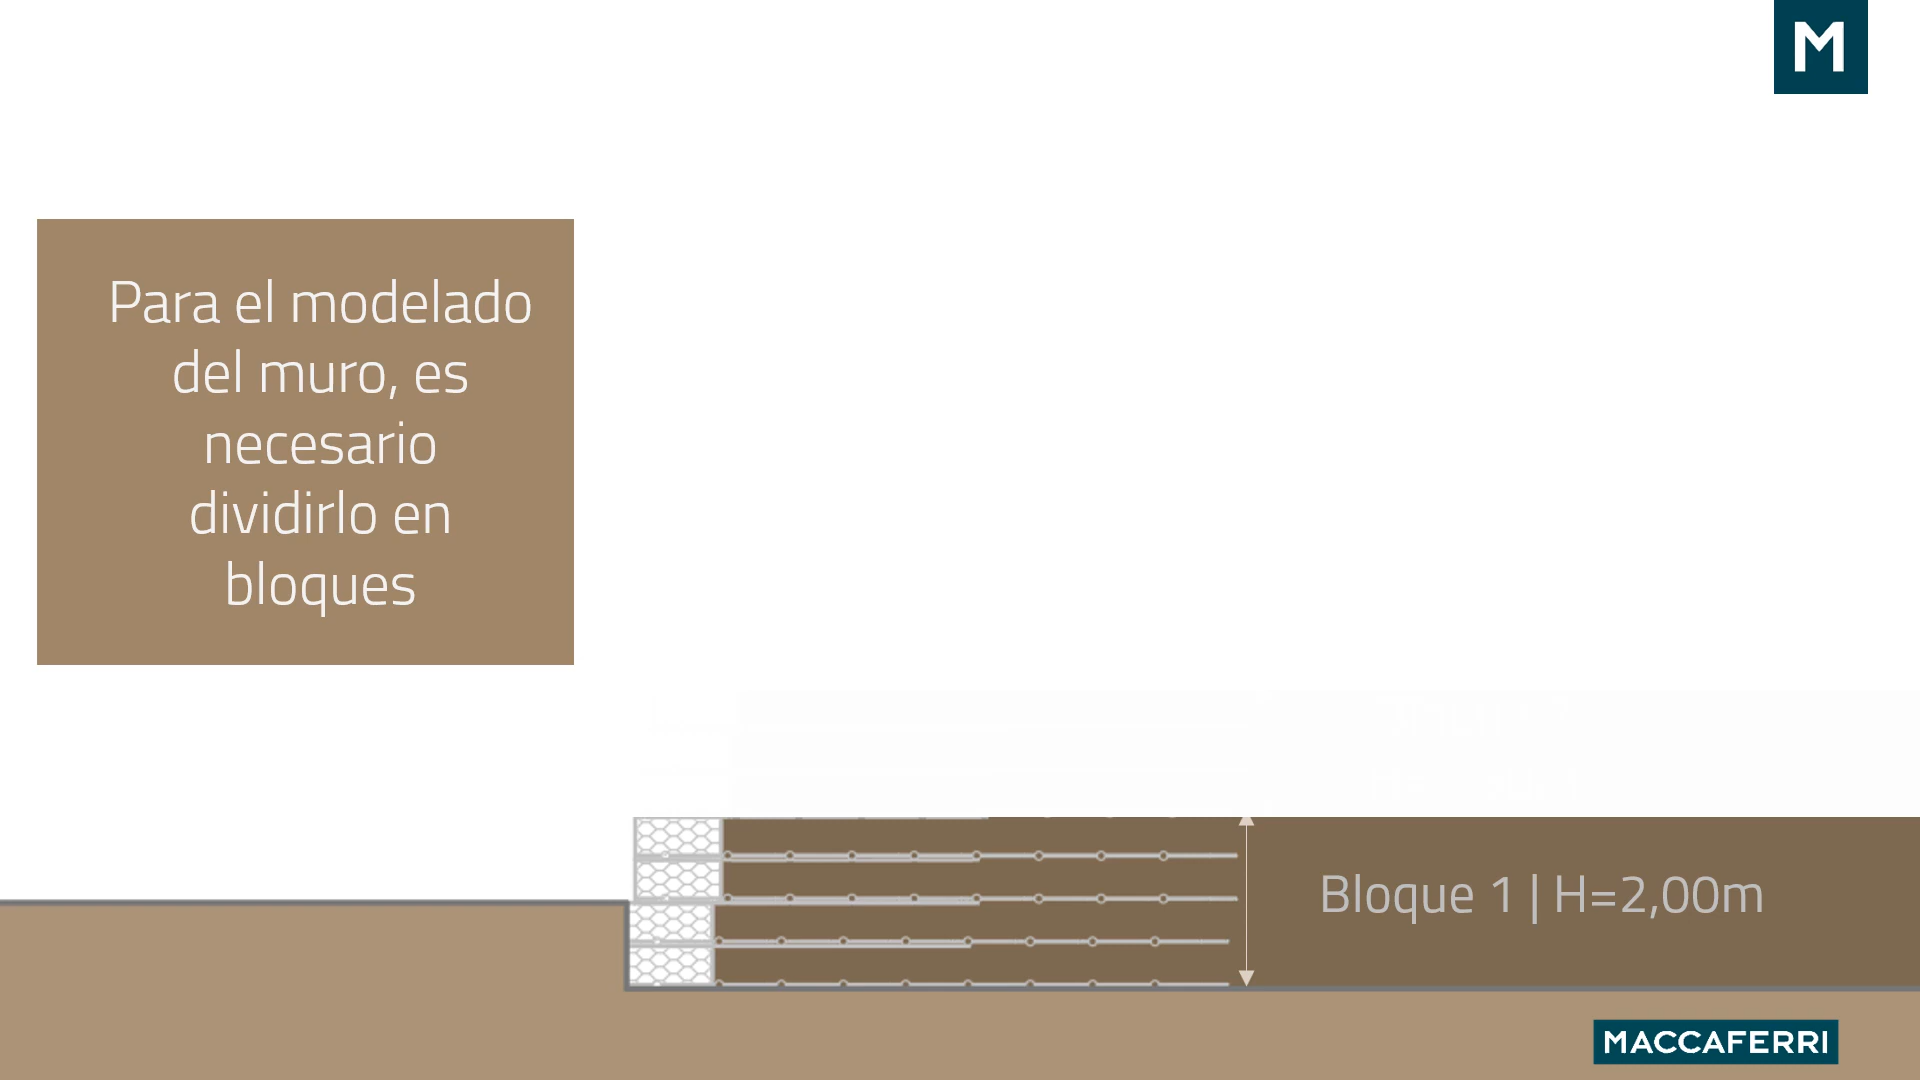 M
Para el modelado
del muro, es
necesario
dividirlo en
bloques
Bloque 1 | H=2,00m
MACCAFERRI